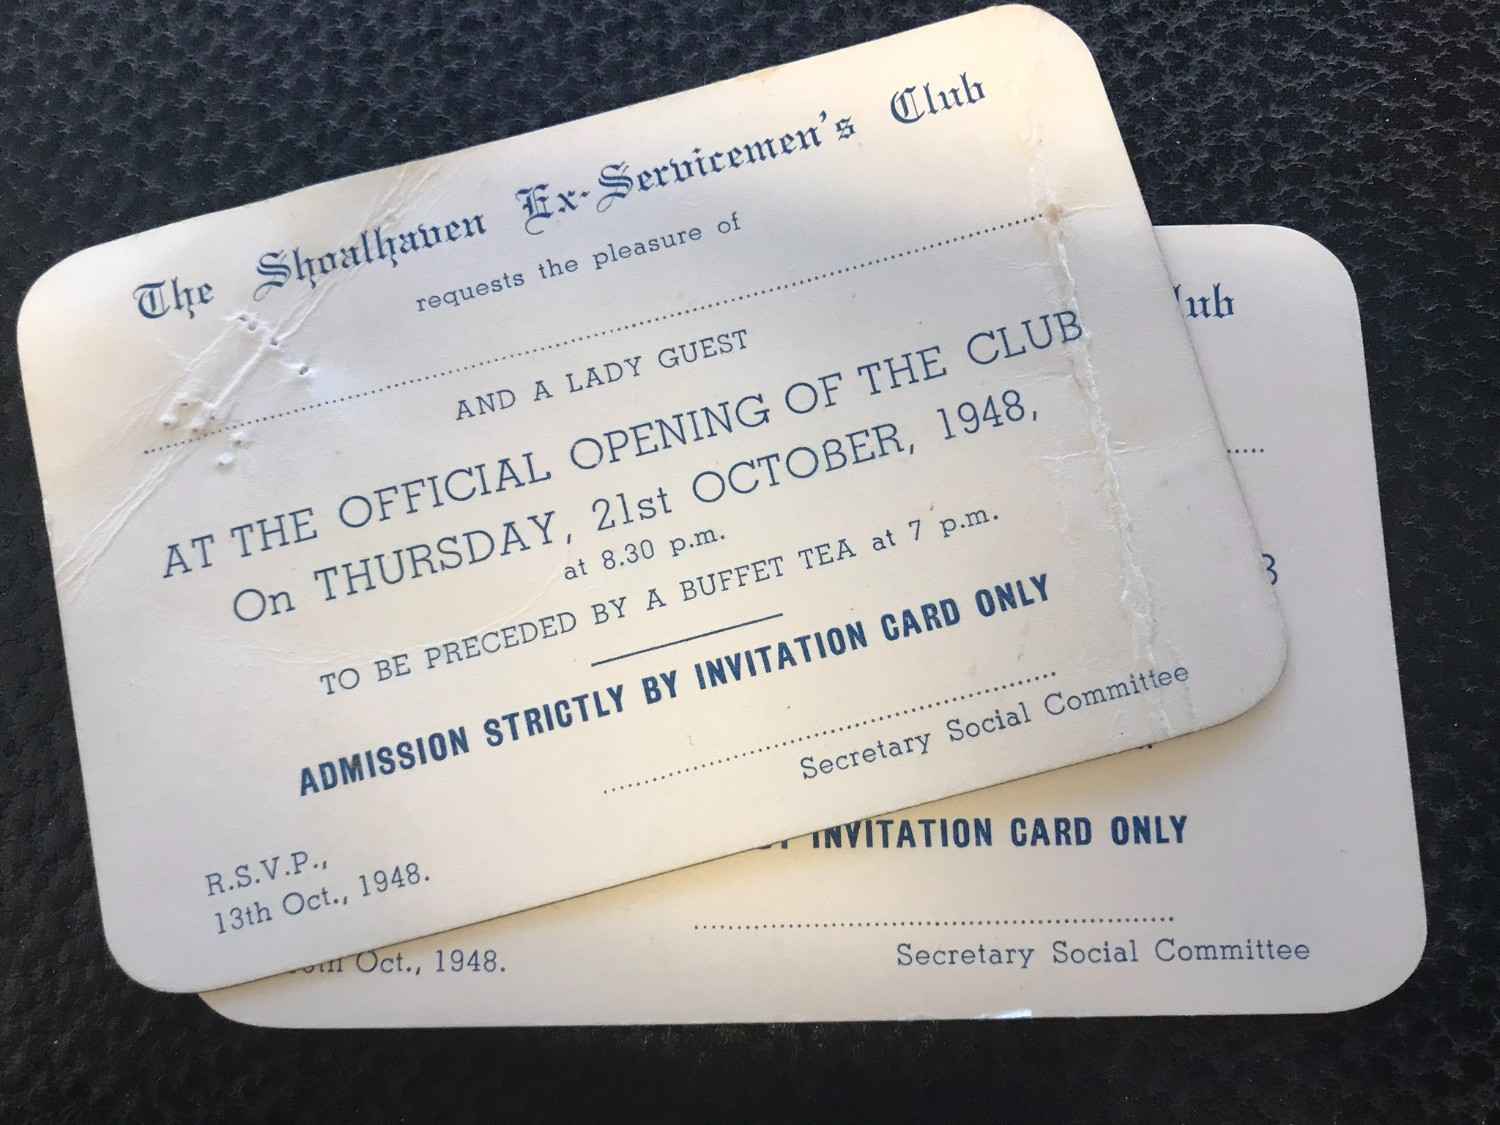 The Shoalhaven Ex-Servicemen's Club
requests the pleasure of
AND A LADY GUEST
AT THE OFFICIAL OPENING OF THE CLUB
On THURSDAY, 21st OCTOBER, 1948,
at 8.30 p.m.
TO BE PRECEDED BY A BUFFET TEA at 7 p.m.
ADMISSION STRICTLY BY INVITATION CARD ONLY
Secretary Social Committee
R.S.V.P.,
13th Oct., 1948.
INVITATION CARD ONLY
Secretary Social Committee
Oct., 1948.